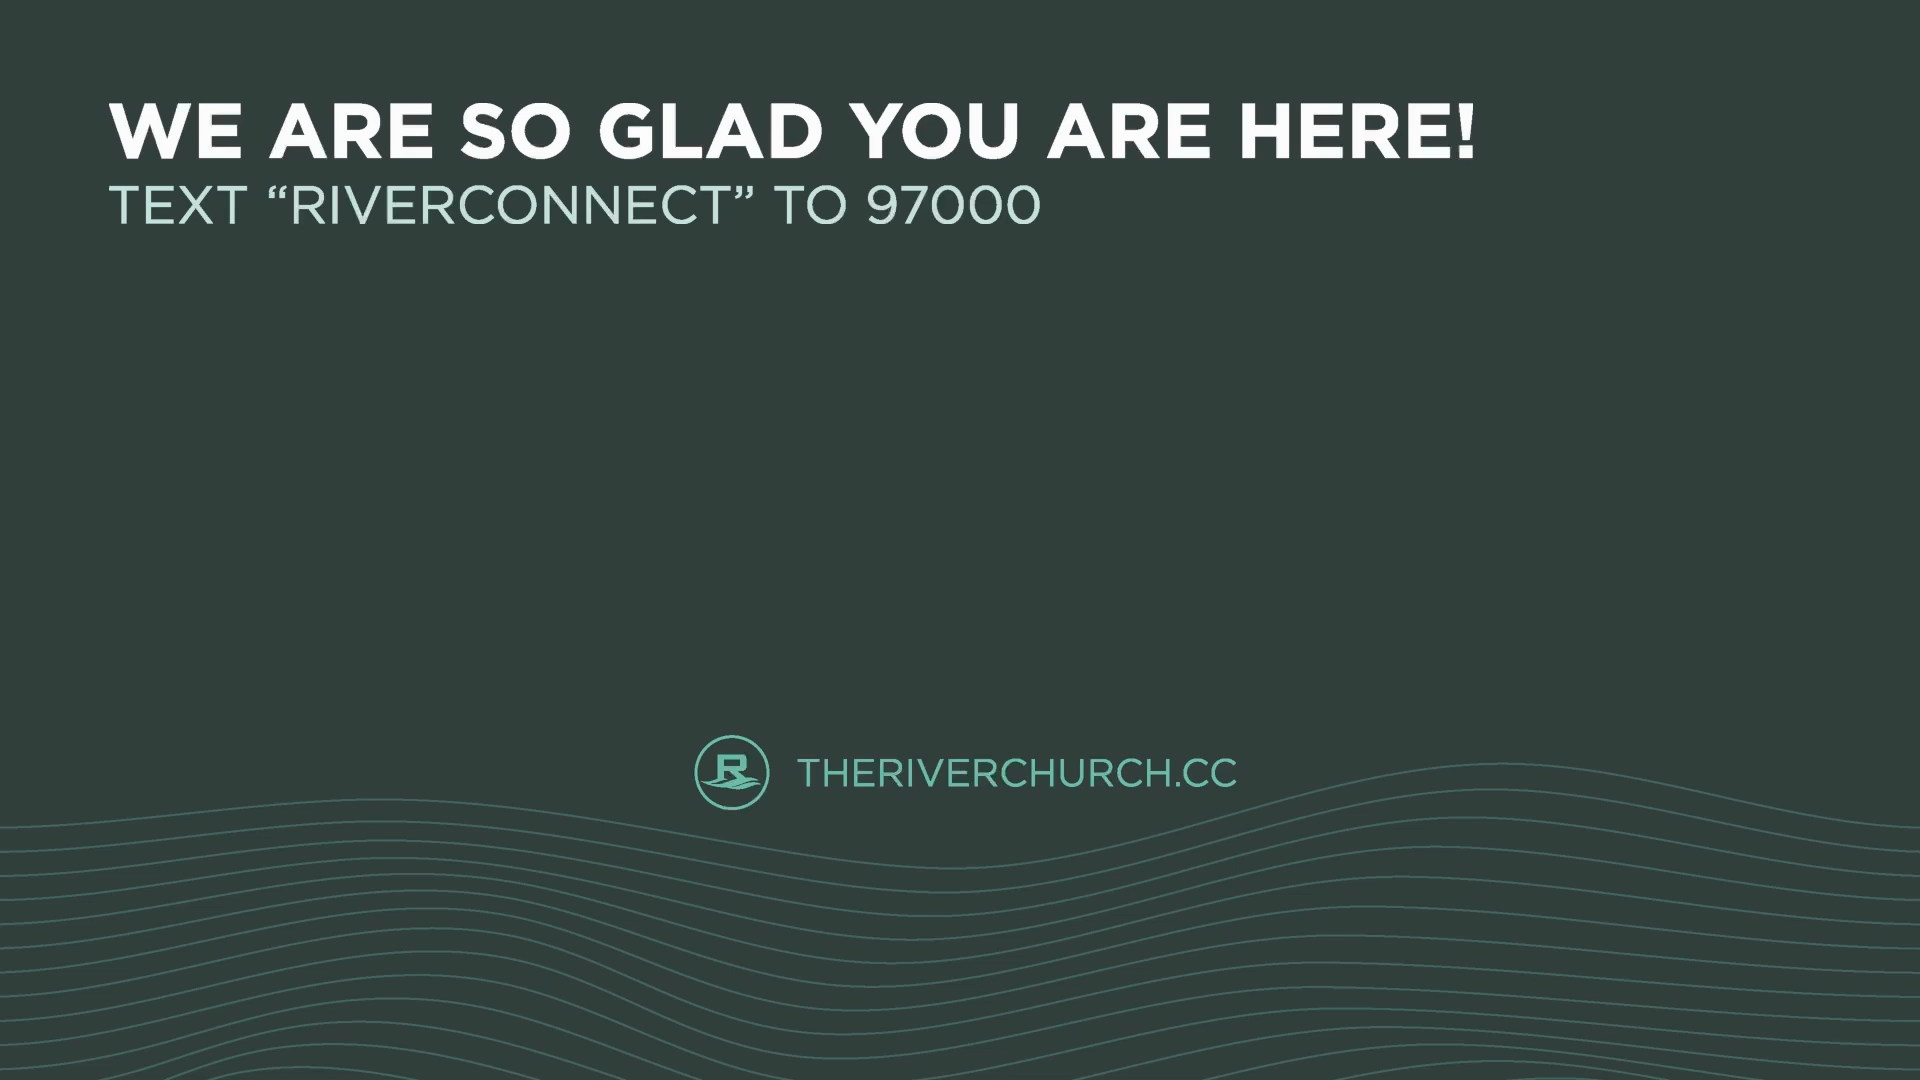 WE ARE SO GLAD YOU ARE HERE!
TEXT “RIVERCONNECT” TO 97000
R THERIVERCHURCH.CC